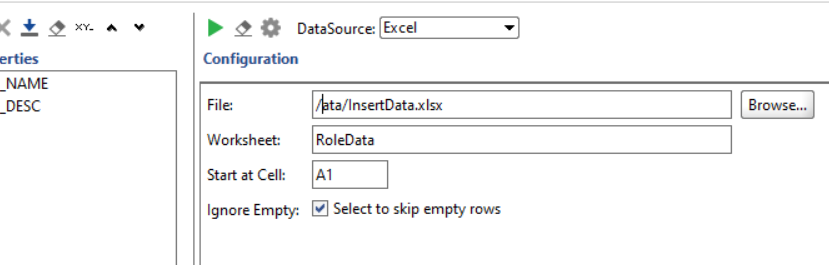 XY-
DataSource: Excel
erties
Configuration
_NAME
_DESC
File: /ata/InsertData.xlsx Browse...
Worksheet: RoleData
Start at Cell: A1
Ignore Empty: Select to skip empty rows